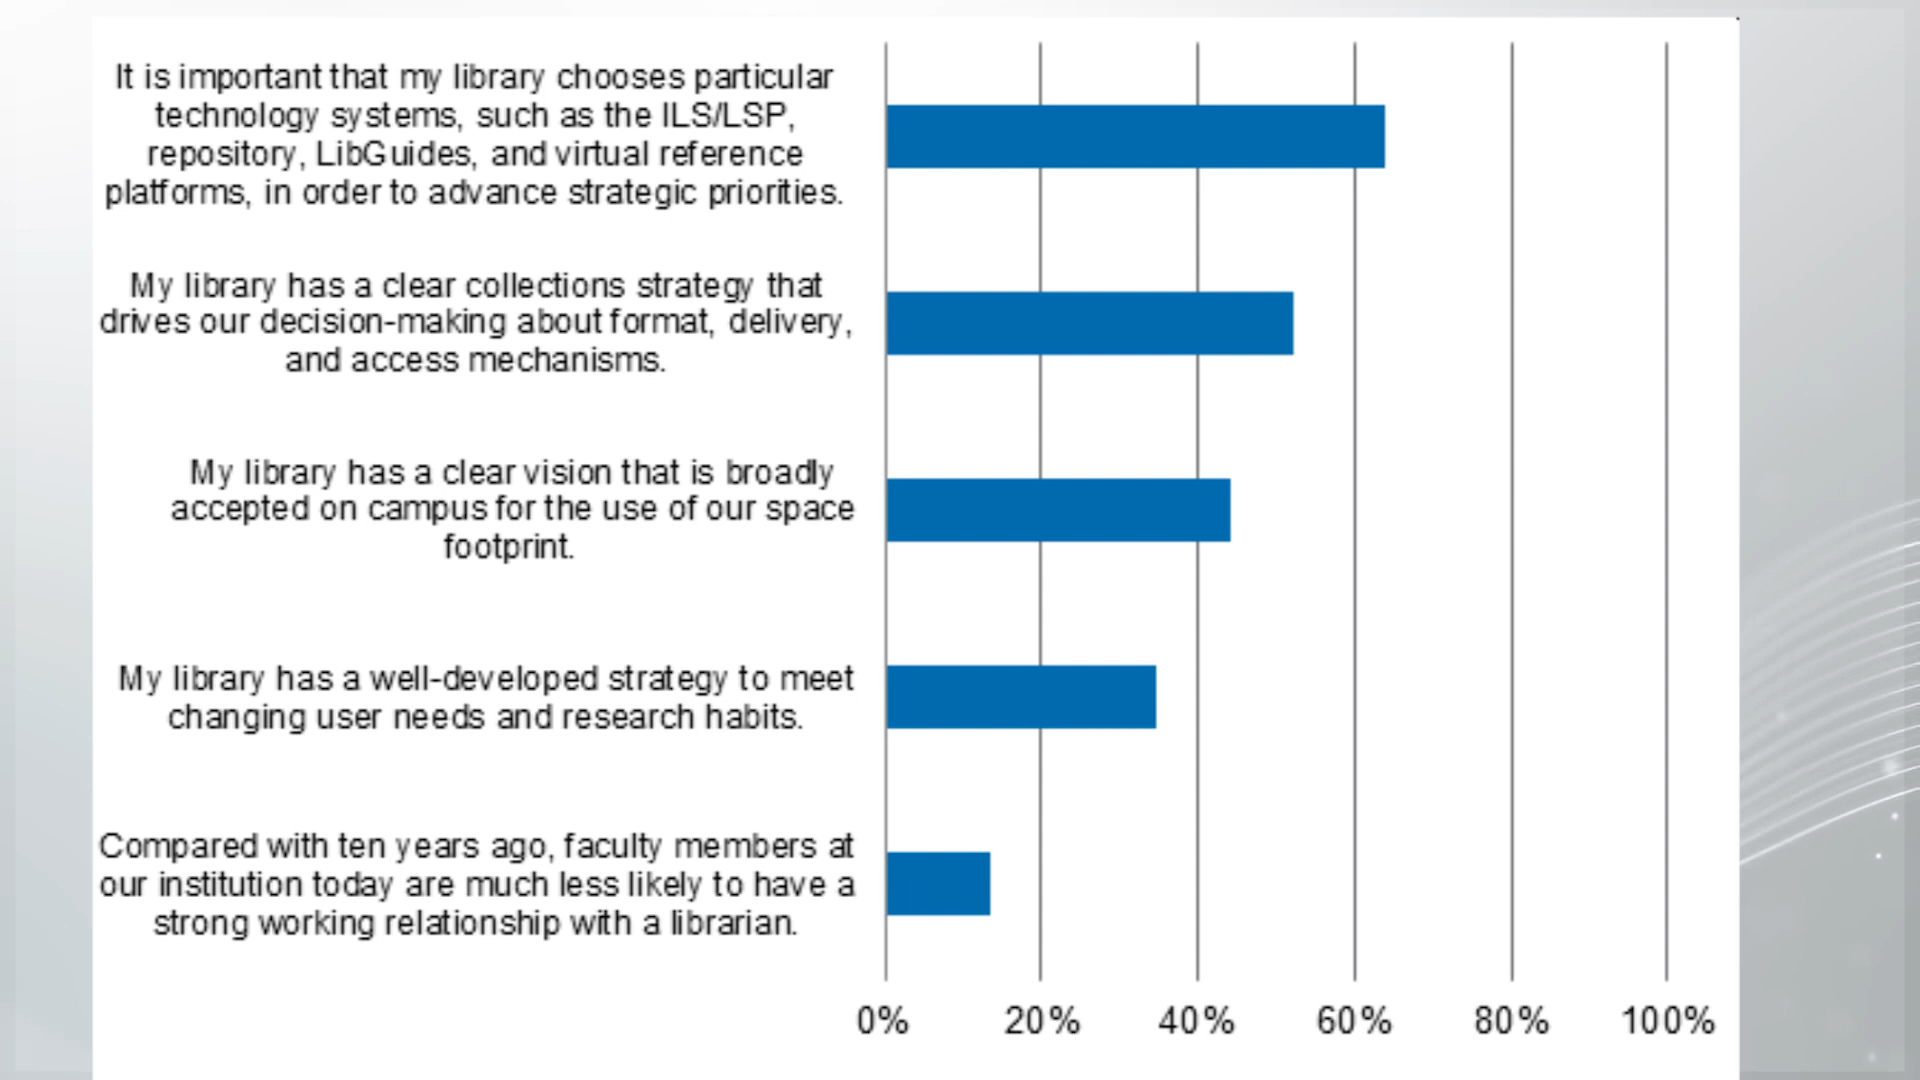 It is important that my library chooses particular
technology systems, such as the ILS/LSP,
repository, LibGuides, and virtual reference
platforms, in order to advance strategic priorities.
My library has a clear collections strategy that
drives our decision-making about format, delivery,
and access mechanisms.
My library has a clear vision that is broadly
accepted on campus for the use of our space
footprint.
My library has a well-developed strategy to meet
changing user needs and research habits.
Compared with ten years ago, faculty members at
our institution today are much less likely to have a
strong working relationship with a librarian.
0% 20% 40% 60% 80% 100%